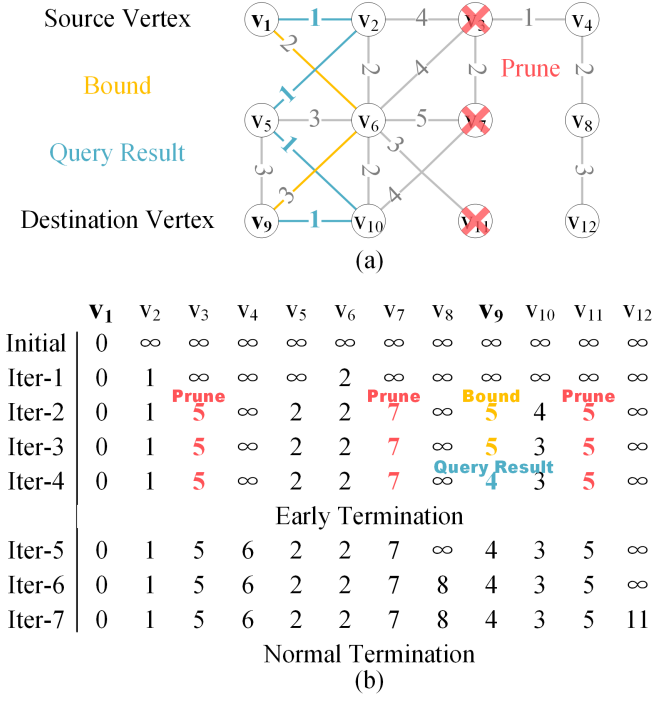 Source Vertex v1 1 v2 4 v3 1 v4
2 2 4 2 Prune 2
Bound 1
v5 3 v6 5 v7 v8
Query Result 1 3
3 3 2 4 3
Destination Vertex v9 1 v10 v11 v12
(a)
v1 v2 v3 v4 v5 v6 v7 v8 v9 v10 v11 v12
Initial 0 ∞ ∞ ∞ ∞ ∞ ∞ ∞ ∞ ∞ ∞ ∞
Iter-1 0 1 ∞ ∞ ∞ 2 ∞ ∞ ∞ ∞ ∞ ∞
Prune Prune Bound Prune
Iter-2 0 1 5 ∞ 2 2 7 ∞ 5 4 5 ∞
Iter-3 0 1 5 ∞ 2 2 7 ∞ 5 3 5 ∞
Query Result
Iter-4 0 1 5 ∞ 2 2 7 ∞ 4 3 5 ∞
Early Termination
Iter-5 0 1 5 6 2 2 7 ∞ 4 3 5 ∞
Iter-6 0 1 5 6 2 2 7 8 4 3 5 ∞
Iter-7 0 1 5 6 2 2 7 8 4 3 5 11
Normal Termination
(b)